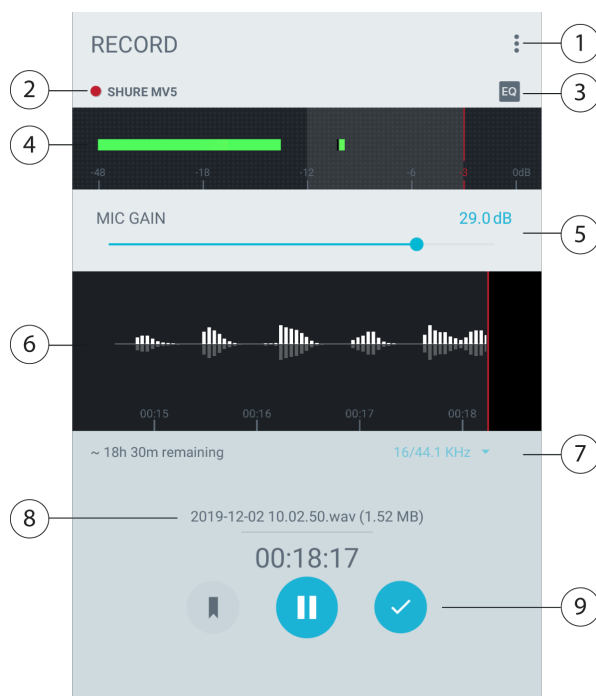 RECORD
1
2
SHURE MV5
EQ
3
4
-48 -18 -12 -6 3 0dB
MIC GAIN 29.0 dB
5
6
00:15 00:16 00:17 00:18
~ 18h 30m remaining 16/44.1 KHz
7
8
2019-12-02 10.02.50.wav (1.52 MB)
00:18:17
9